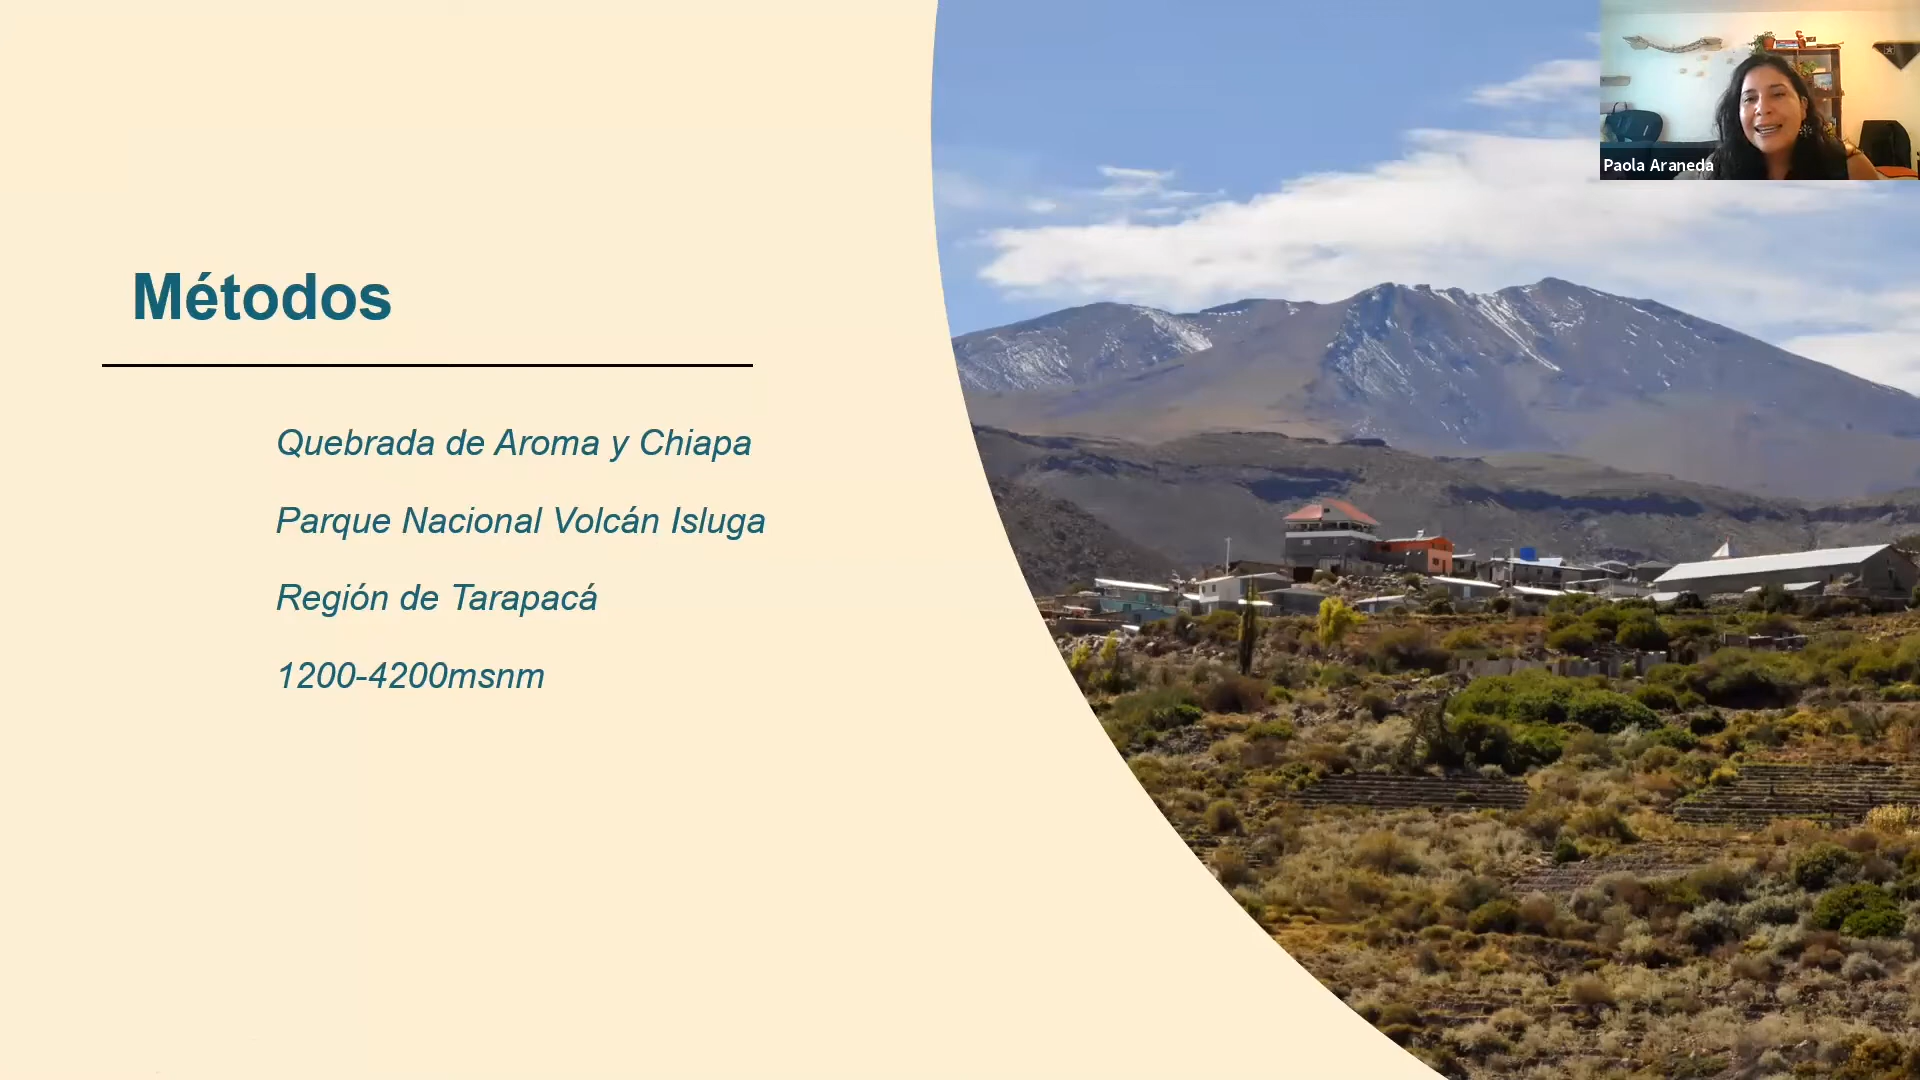 Métodos
Quebrada de Aroma y Chiapa
Parque Nacional Volcán Isluga
Región de Tarapacá
1200-4200msnm
Paola Araneda